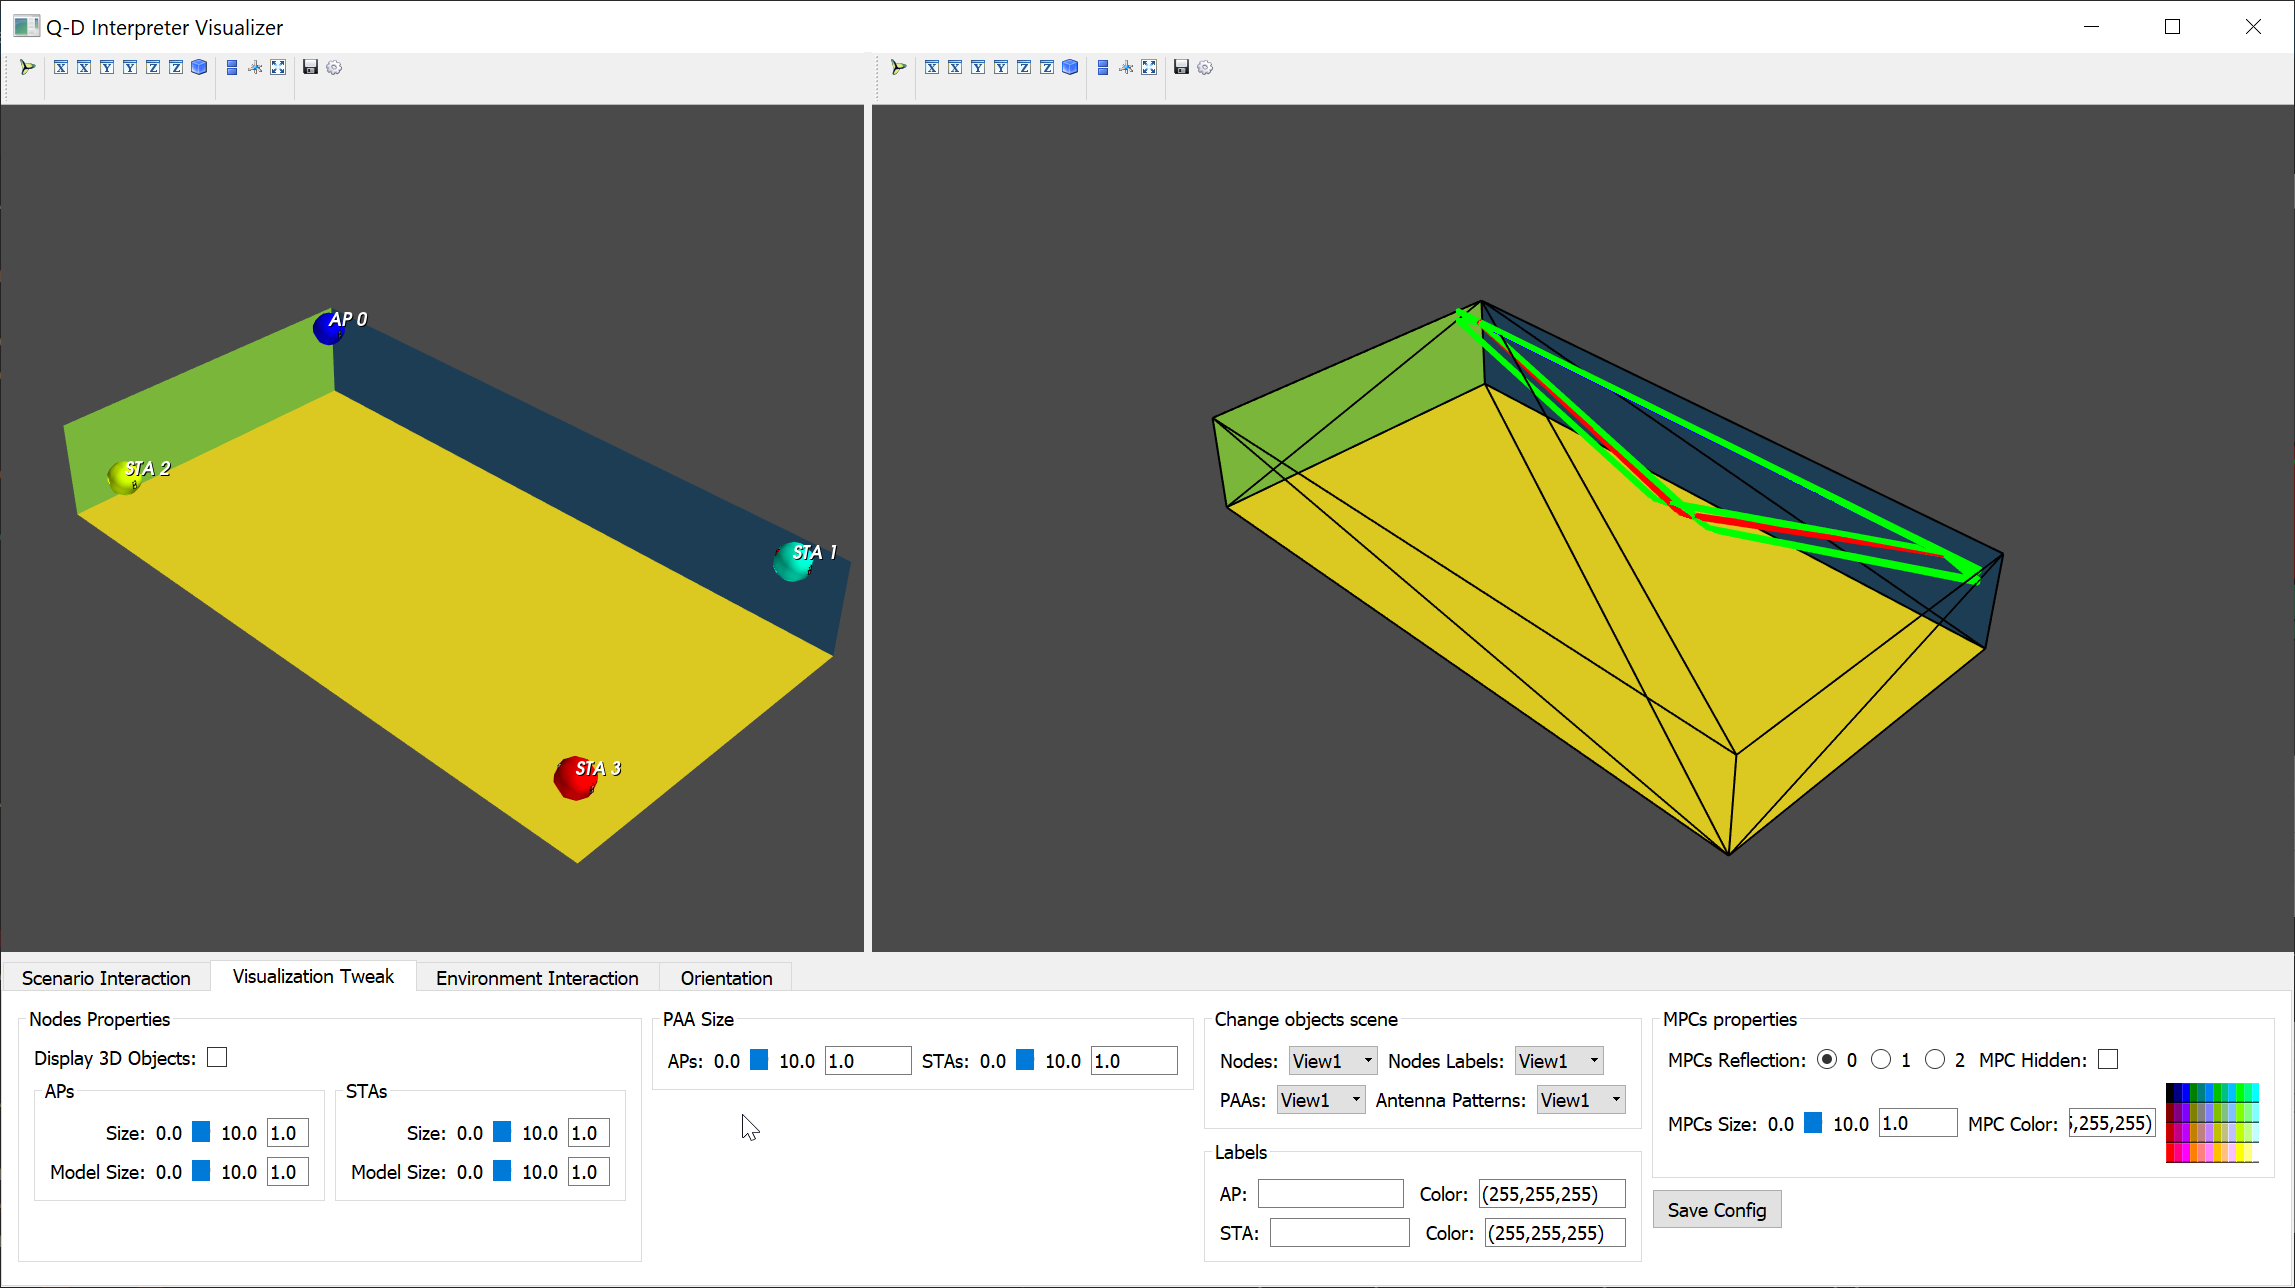 Q-D Interpreter Visualizer
X X Y Y Z Z X X Y Y Z Z
AP 0
STA 2
STA 1
STA 3
Scenario Interaction Visualization Tweak Environment Interaction Orientation
Nodes Properties
Display 3D Objects:
APs
Size: 0.0 10.0 1.0
Model Size: 0.0 10.0 1.0
STAs
Size: 0.0 10.0 1.0
Model Size: 0.0 10.0 1.0
PAA Size
APs: 0.0 10.0 1.0 STAs: 0.0 10.0 1.0
Change objects scene
Nodes: View1 Nodes Labels: View1
PAAs: View1 Antenna Patterns: View1
Labels
AP: Color: (255,255,255)
STA: Color: (255,255,255)
MPCs properties
MPCs Reflection: 0 1 2 MPC Hidden:
MPCs Size: 0.0 10.0 1.0 MPC Color: ,255,255)
Save Config